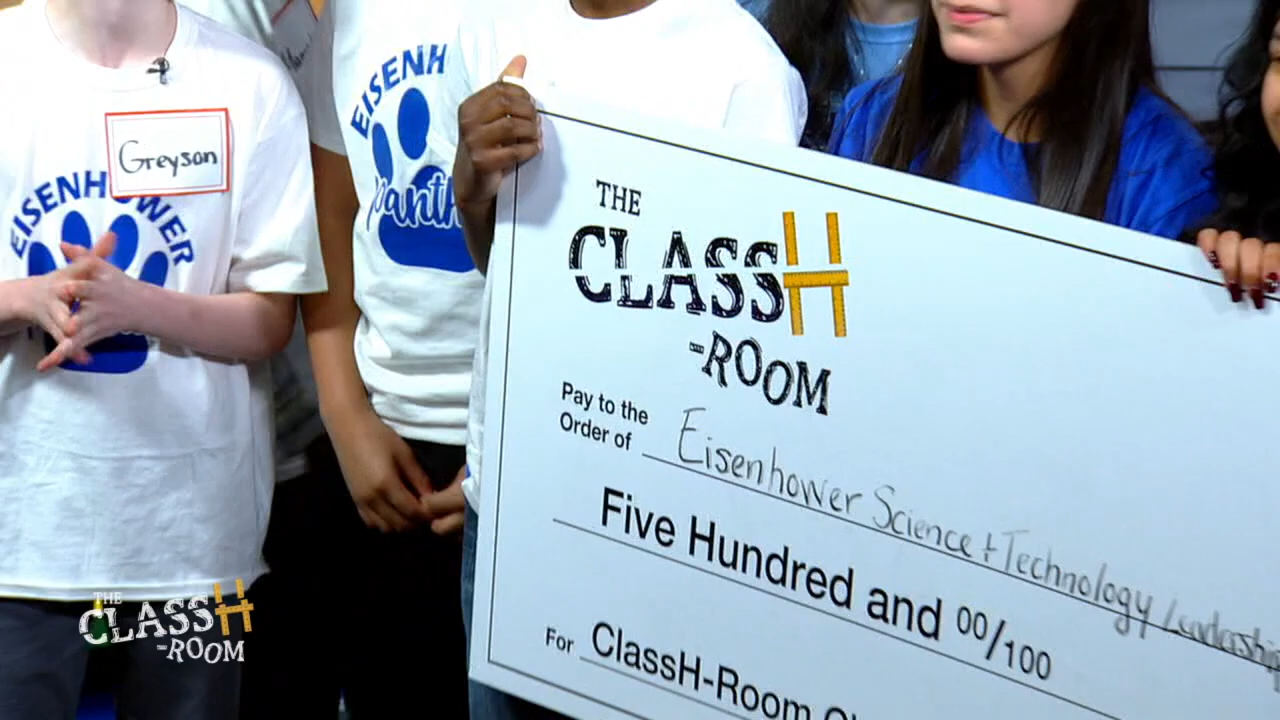 Greyson
EISENHOWER
EISENH
Panth
THE
CLASSH
-ROOM
Pay to the
Order of
Eisenhower Science + Technology Leadership
Five Hundred and 00/100
For ClassH-Room
THE
CLASSH
-ROOM